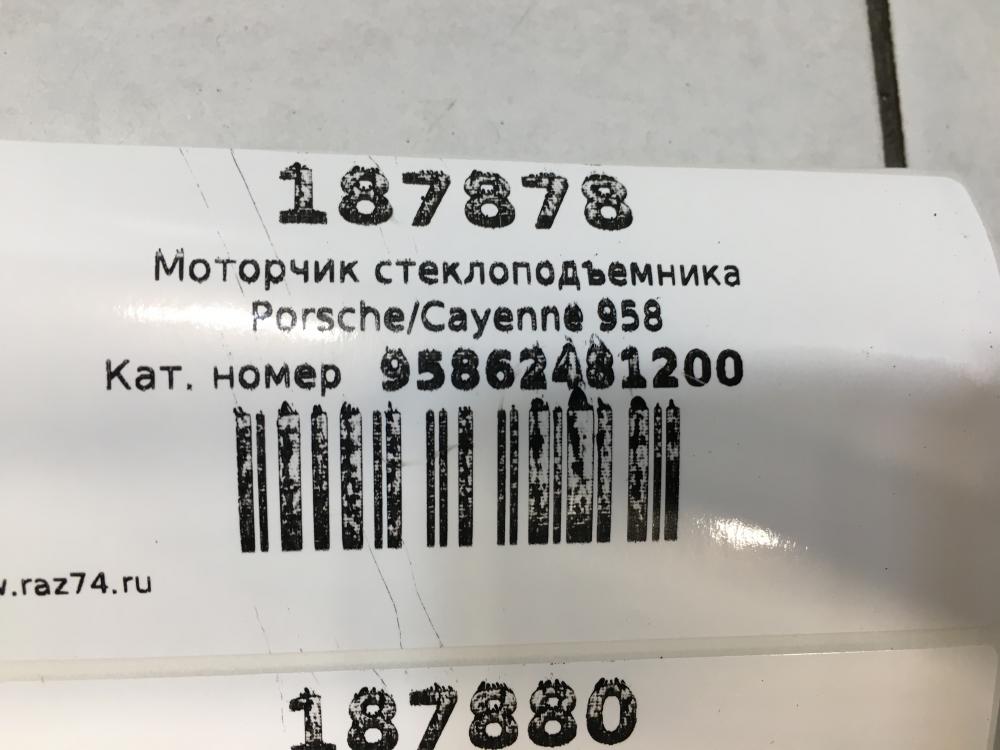 187878
Моторчик стеклоподъемника
Porsche/Cayenne 958
Кат. номер 95862481200
w.raz74.ru
187880